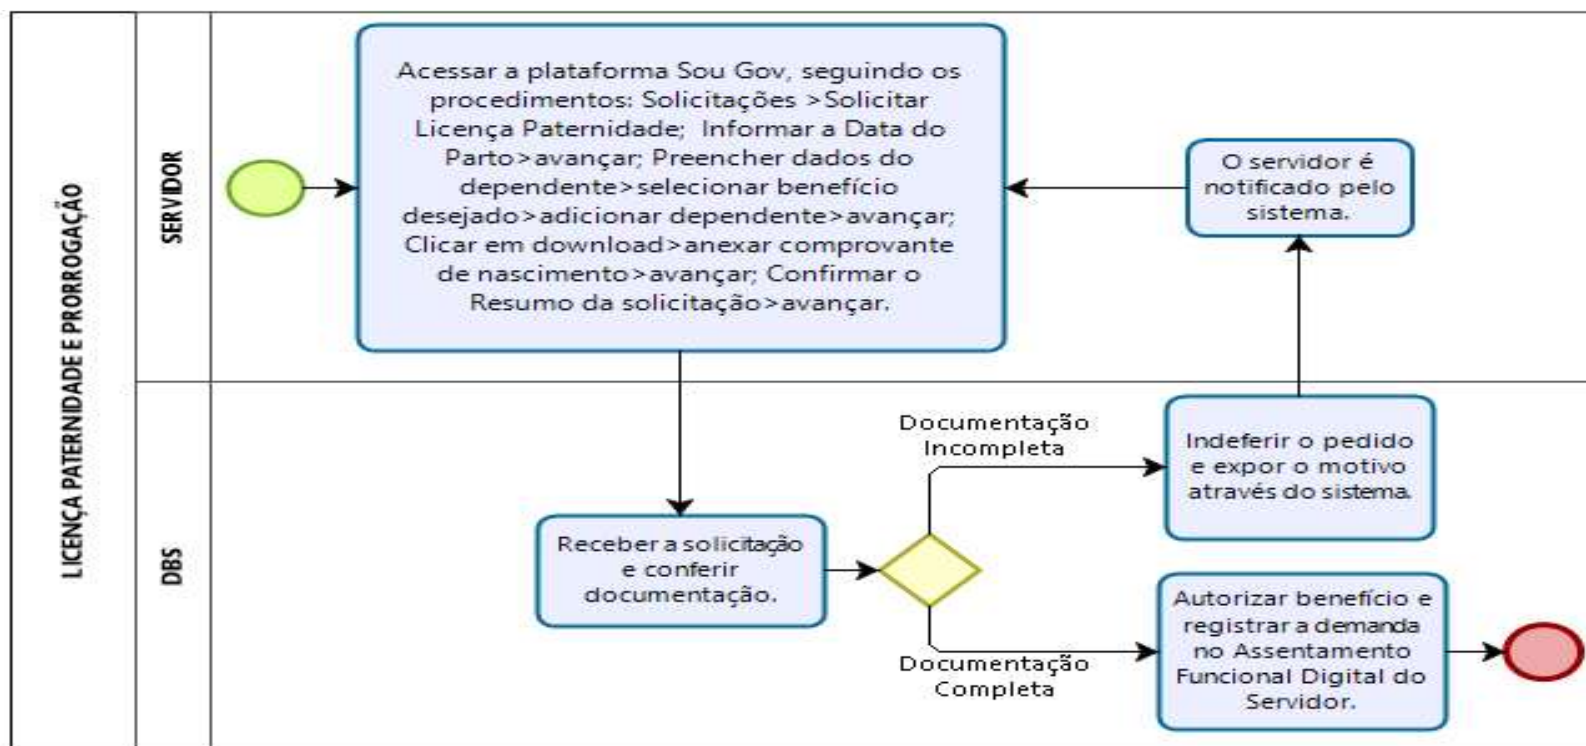 LICENÇA PATERNIDADE E PRORROGAÇÃO
SERVIDOR
Acessar a plataforma Sou Gov, seguindo os
procedimentos: Solicitações >Solicitar
Licença Paternidade;  Informar a Data do
Parto>avançar; Preencher dados do
dependente>selecionar benefício
desejado>adicionar dependente>avançar;
Clicar em download>anexar comprovante
de nascimento>avançar; Confirmar o
Resumo da solicitação>avançar.
O servidor é
notificado pelo
sistema.
DBS
Receber a solicitação
e conferir
documentação.
Documentação
Incompleta
Indeferir o pedido
e expor o motivo
através do sistema.
Documentação
Completa
Autorizar benefício e
registrar a demanda
no Assentamento
Funcional Digital do
Servidor.